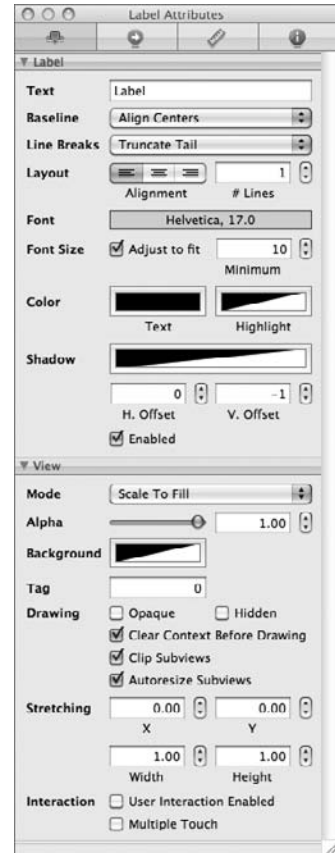 Label Attributes
Label
Text Label
Baseline Align Centers
Line Breaks Truncate Tail
Layout 1
Alignment # Lines
Font Helvetica, 17.0
Font Size Adjust to fit 10
Minimum
Color
Text Highlight
Shadow
0 -1
H. Offset V. Offset
Enabled
View
Mode Scale To Fill
Alpha 1.00
Background
Tag 0
Drawing Opaque Hidden
Clear Context Before Drawing
Clip Subviews
Autoresize Subviews
Stretching 0.00 0.00
X Y
1.00 1.00
Width Height
Interaction User Interaction Enabled
Multiple Touch